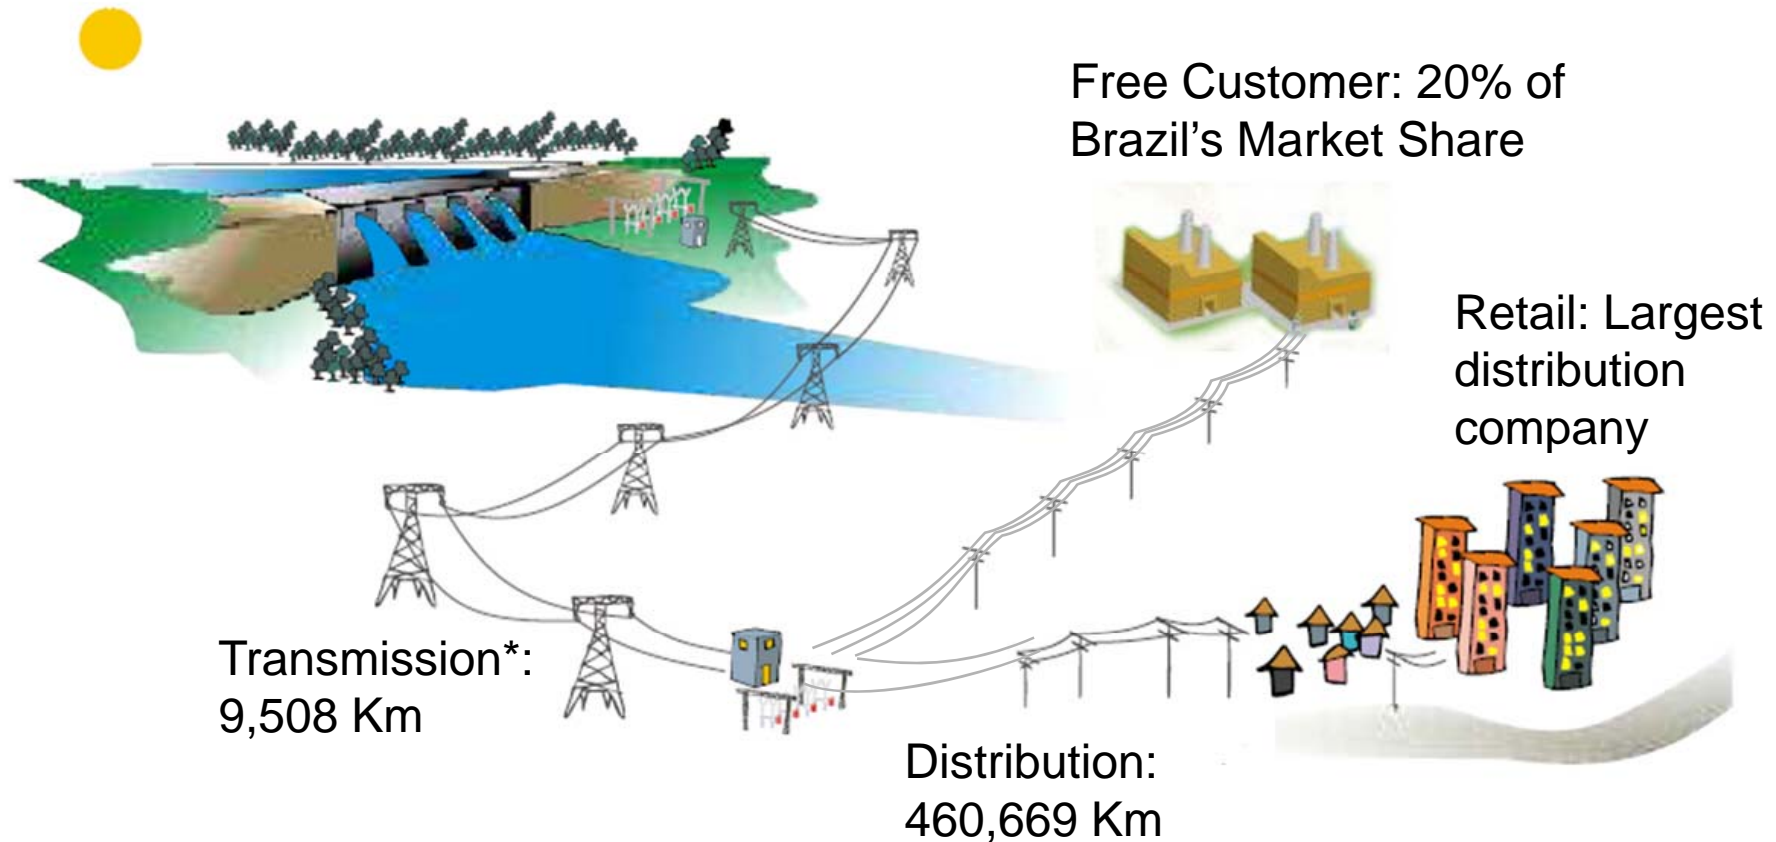 Free Customer: 20% of
Brazil’s Market Share
Retail: Largest
distribution
company
Transmission*:
9,508 Km
Distribution:
460,669 Km